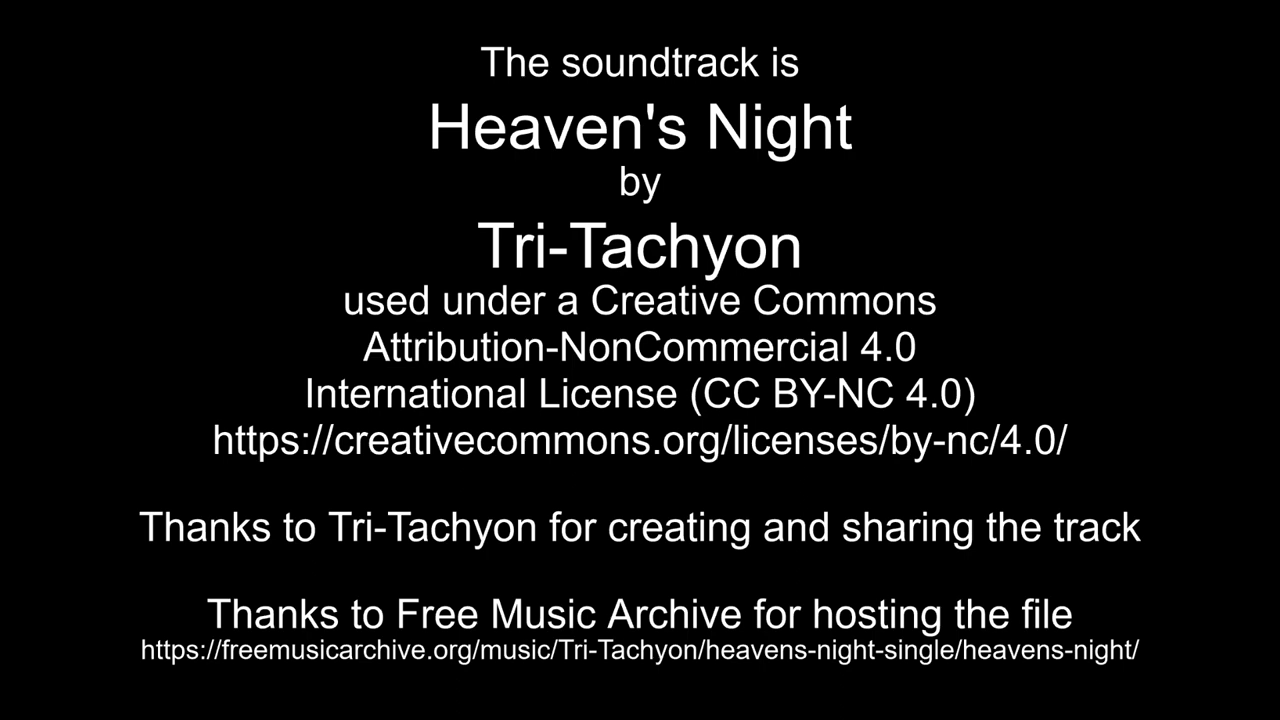 The soundtrack is
Heaven's Night
by
Tri-Tachyon
used under a Creative Commons
Attribution-NonCommercial 4.0
International License (CC BY-NC 4.0)
https://creativecommons.org/licenses/by-nc/4.0/
Thanks to Tri-Tachyon for creating and sharing the track
Thanks to Free Music Archive for hosting the file
https://freemusicarchive.org/music/Tri-Tachyon/heavens-night-single/heavens-night/